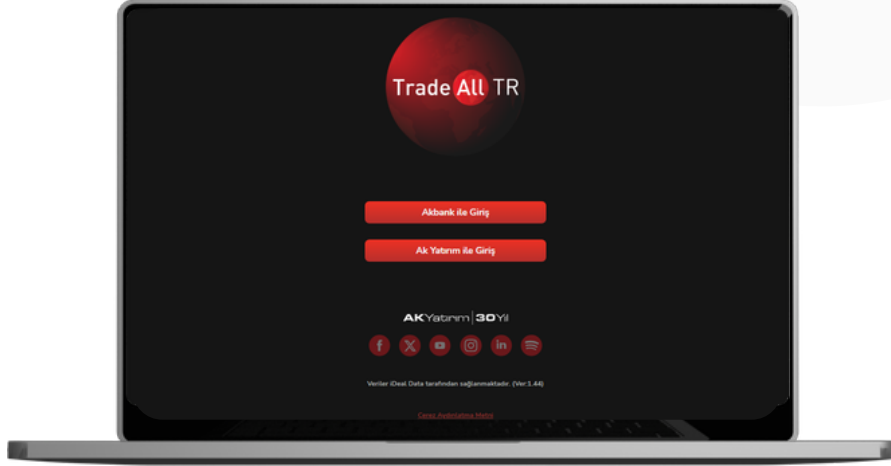 Trade All TR
Akbank ile Giriş
Ak Yatırım ile Giriş
AKYatırım|30Yıl
Veriler iDeal Data tarafından sağlanmaktadır. (Ver:1.44)
Çerez Aydınlatma Metni